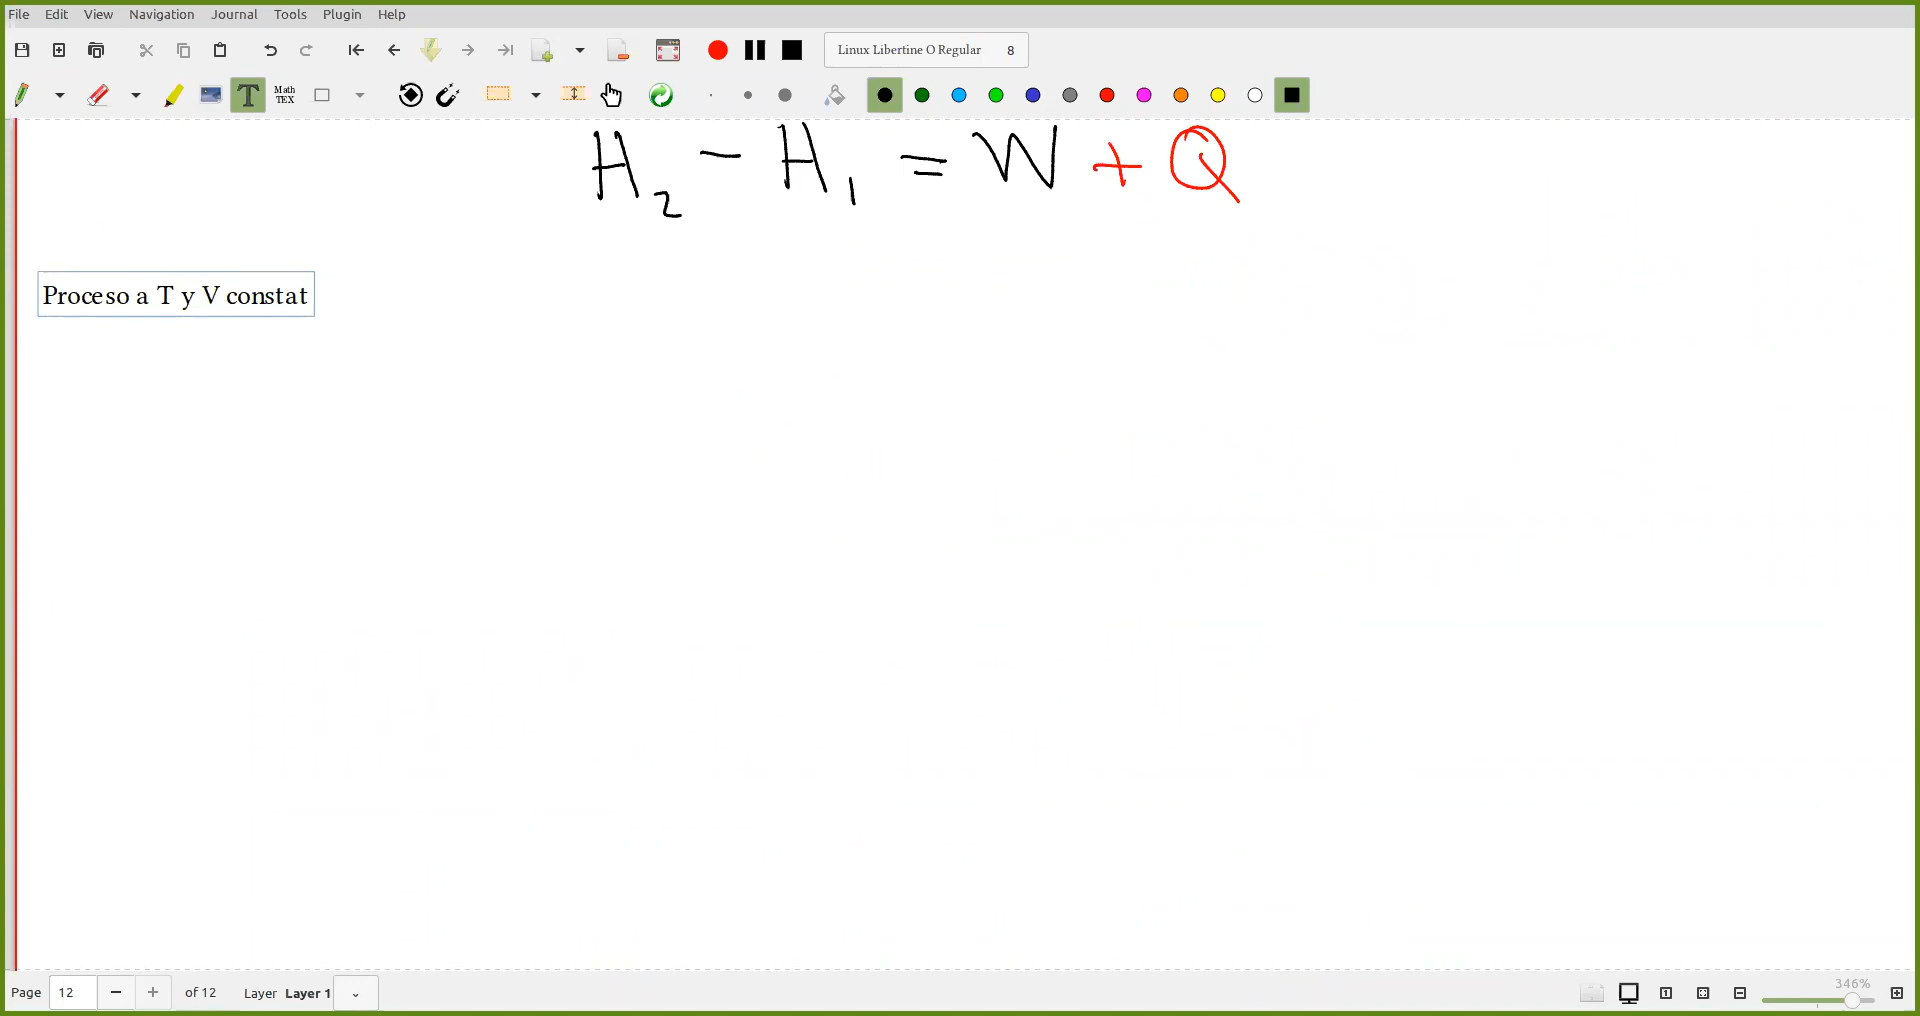 File Edit View Navigation Journal Tools Plugin Help
Linux Libertine O Regular 8
Math TEX
H₂ - H₁ = W + Q
Proceso a T y V constat
346%
Page 12 of 12 Layer Layer 1